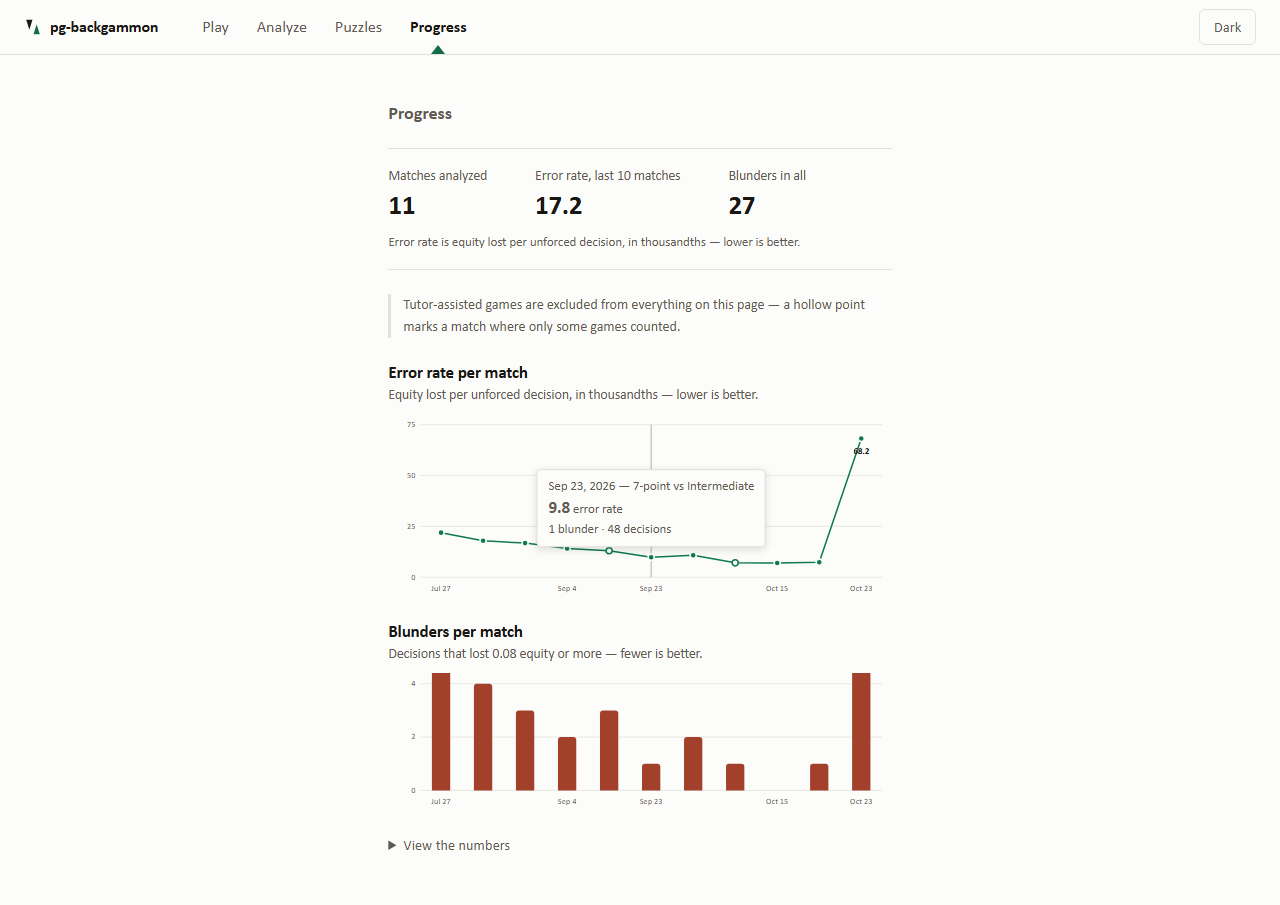 pg-backgammon Play Analyze Puzzles Progress Dark
Progress
Matches analyzed Error rate, last 10 matches Blunders in all
11 17.2 27
Error rate is equity lost per unforced decision, in thousandths — lower is better.
Tutor-assisted games are excluded from everything on this page — a hollow point
marks a match where only some games counted.
Error rate per match
Equity lost per unforced decision, in thousandths — lower is better.
75
68.2
50
Sep 23, 2026 — 7-point vs Intermediate
9.8 error rate
1 blunder · 48 decisions
25
0
Jul 27 Sep 4 Sep 23 Oct 15 Oct 23
Blunders per match
Decisions that lost 0.08 equity or more — fewer is better.
4
2
0
Jul 27 Sep 4 Sep 23 Oct 15 Oct 23
View the numbers